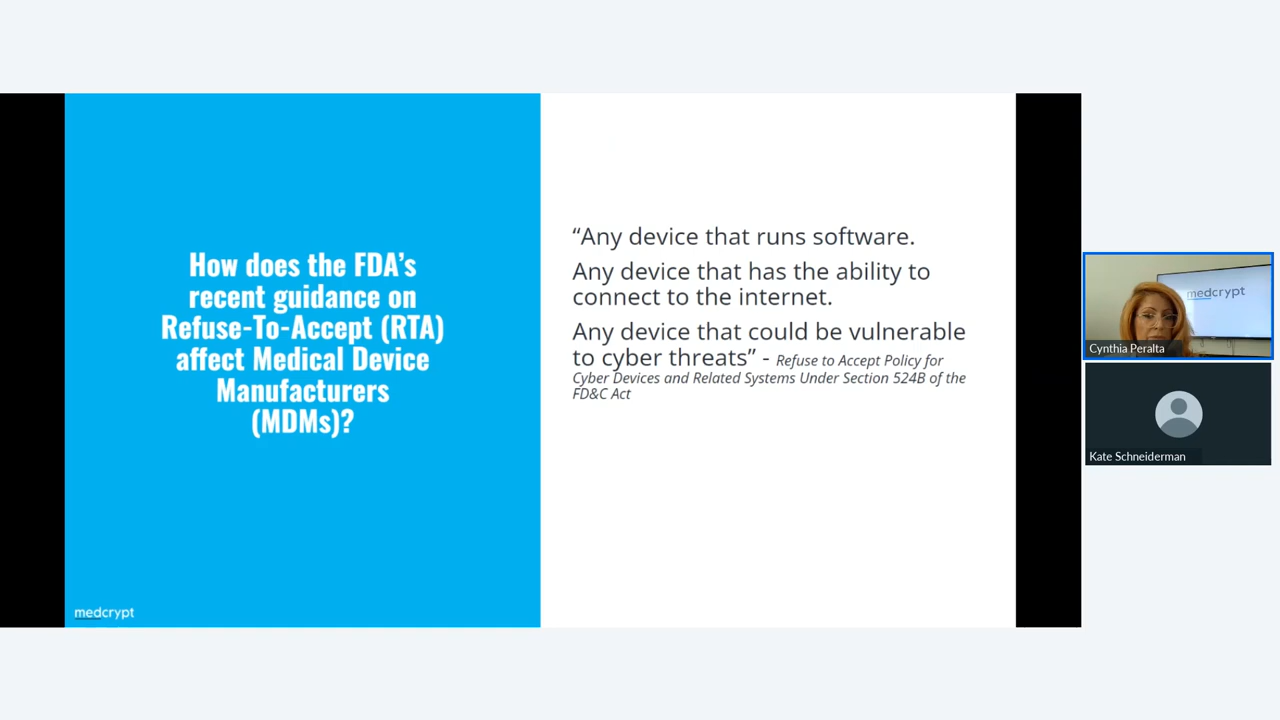 How does the FDA’s
recent guidance on
Refuse-To-Accept (RTA)
affect Medical Device
Manufacturers
(MDMs)?
medcrypt
“Any device that runs software.
Any device that has the ability to
connect to the internet.
Any device that could be vulnerable
to cyber threats” - Refuse to Accept Policy for
Cyber Devices and Related Systems Under Section 524B of the
FD&C Act
medcrypt
Cynthia Peralta
Kate Schneiderman